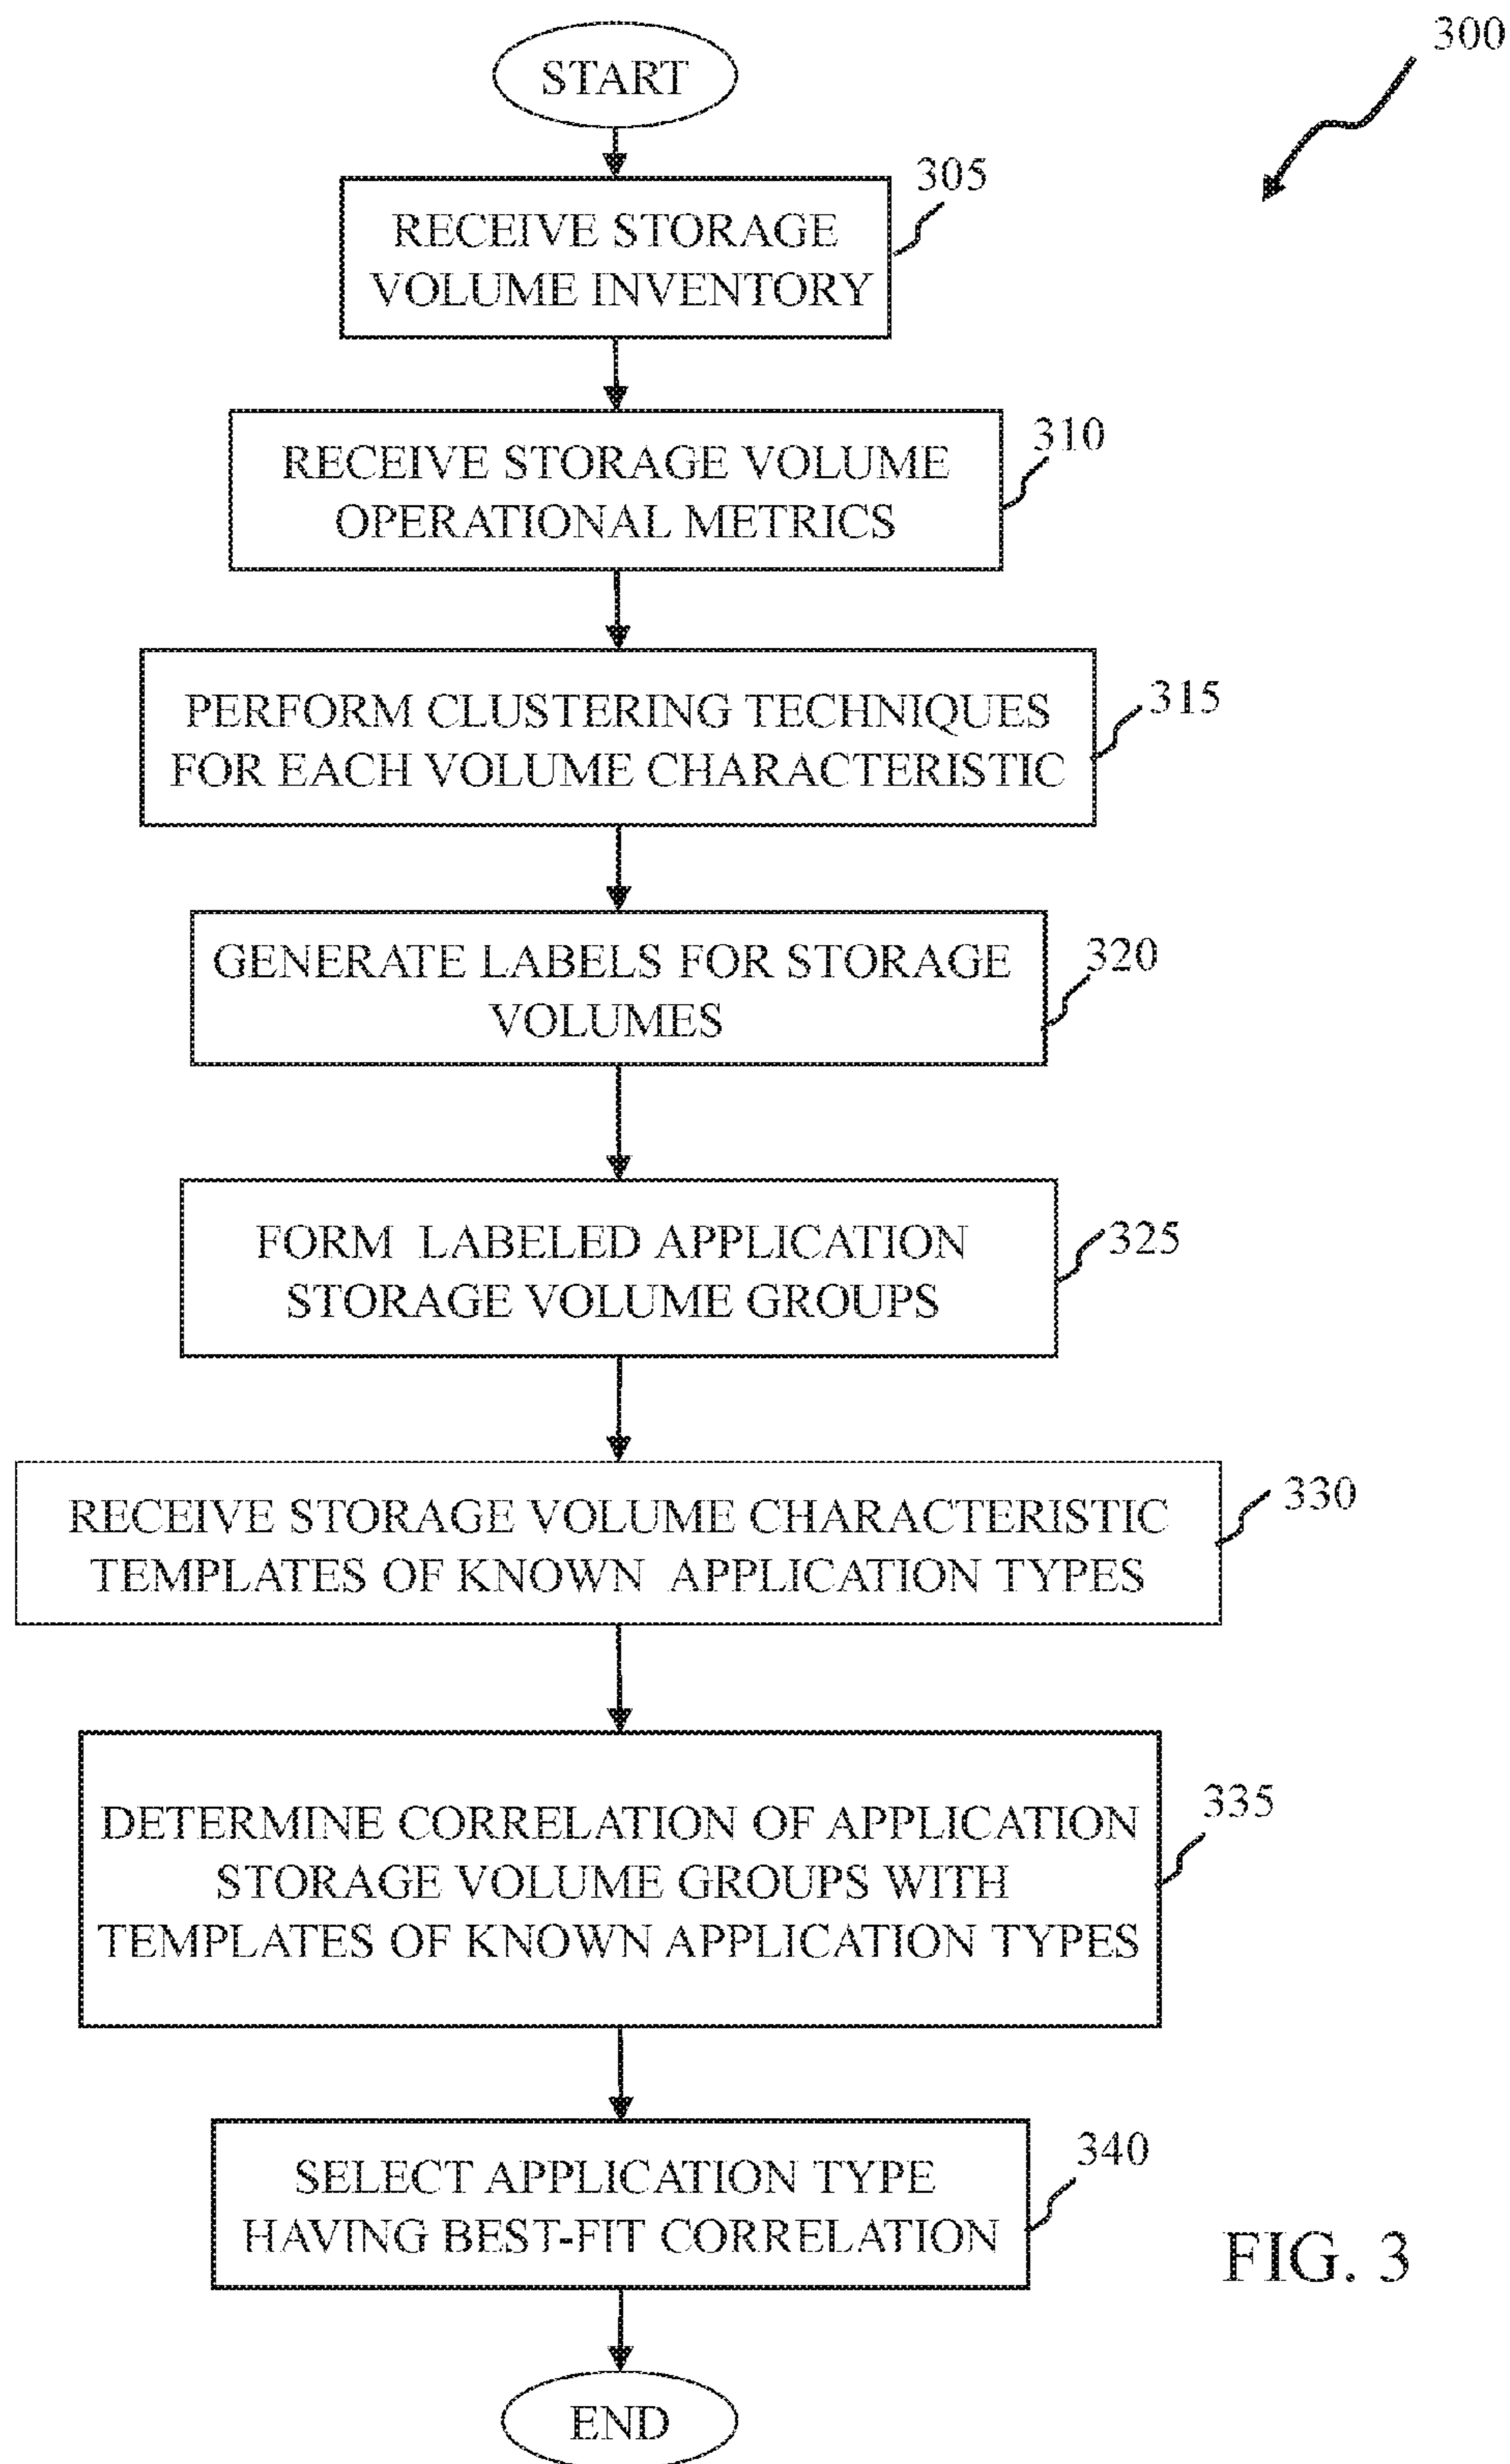 300
START
305
RECEIVE STORAGE
VOLUME INVENTORY
310
RECEIVE STORAGE VOLUME
OPERATIONAL METRICS
315
PERFORM CLUSTERING TECHNIQUES
FOR EACH VOLUME CHARACTERISTIC
320
GENERATE LABELS FOR STORAGE
VOLUMES
325
FORM LABELED APPLICATION
STORAGE VOLUME GROUPS
330
RECEIVE STORAGE VOLUME CHARACTERISTIC
TEMPLATES OF KNOWN APPLICATION TYPES
335
DETERMINE CORRELATION OF APPLICATION
STORAGE VOLUME GROUPS WITH
TEMPLATES OF KNOWN APPLICATION TYPES
340
SELECT APPLICATION TYPE
HAVING BEST-FIT CORRELATION
FIG. 3
END